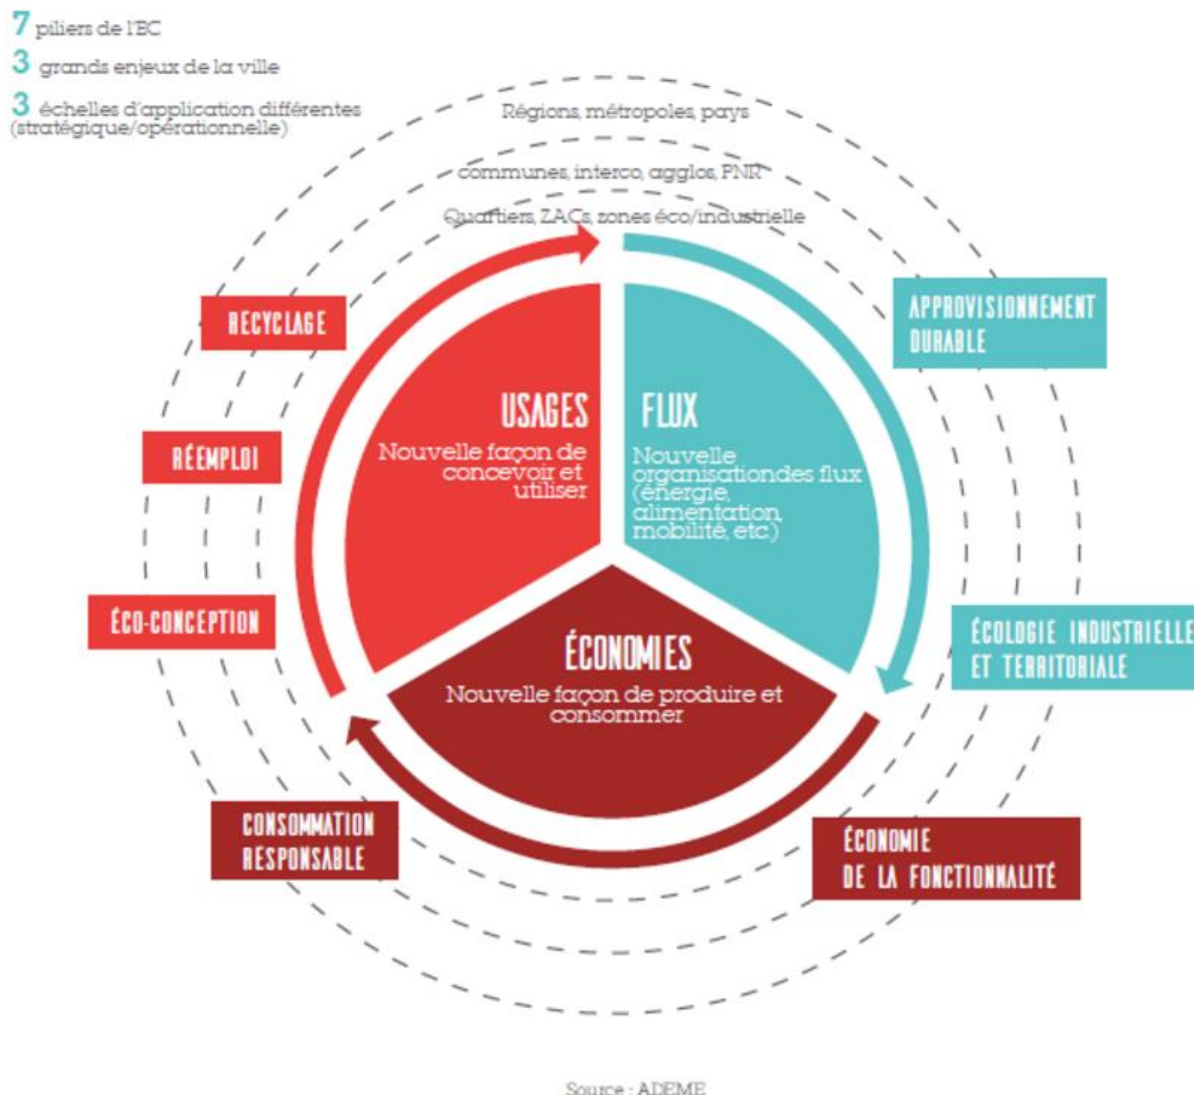 7 piliers de l'EC
3 grands enjeux de la ville
3 échelles d'application différentes
(stratégique/opérationnelle)
Régions, métropoles, pays
communes, interco, agglos, PNR
Quartiers, ZACs, zones éco/industrielle
RECYCLAGE
RÉEMPLOI
ÉCO-CONCEPTION
USAGES
Nouvelle façon de
concevoir et
utiliser
FLUX
Nouvelle
organisationdes flux
(énergie,
alimentation,
mobilité, etc.)
APPROVISIONNEMENT
DURABLE
ÉCOLOGIE INDUSTRIELLE
ET TERRITORIALE
ÉCONOMIES
Nouvelle façon de produire et
consommer
CONSOMMATION
RESPONSABLE
ÉCONOMIE
DE LA FONCTIONNALITÉ
Source : ADEME